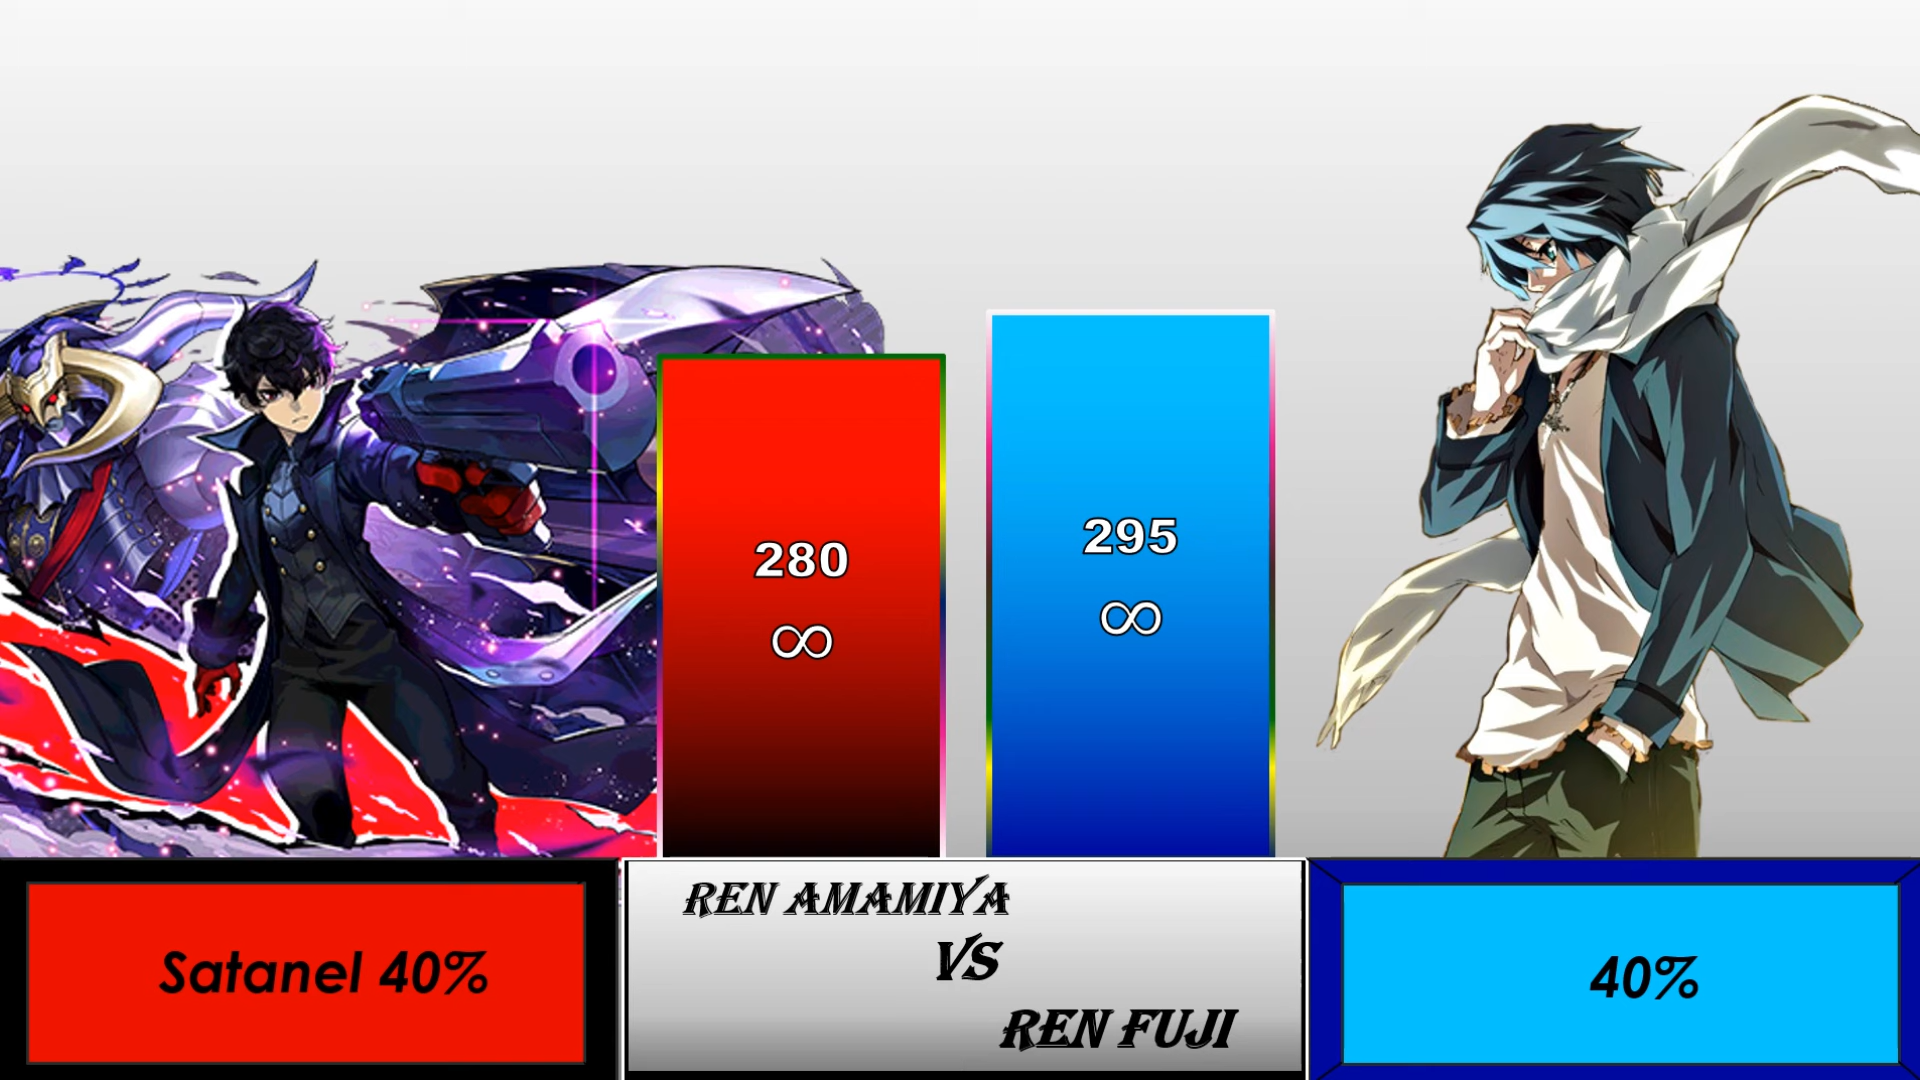 280
∞
295
∞
REN AMAMIYA
VS
REN FUJI
Satanel 40%
40%